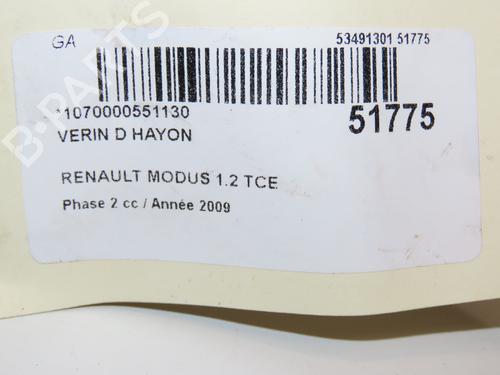 GA 53491301 51775
*1070000551130 51775
VERIN D HAYON
RENAULT MODUS 1.2 TCE
Phase 2 cc / Année 2009
B-PARTS